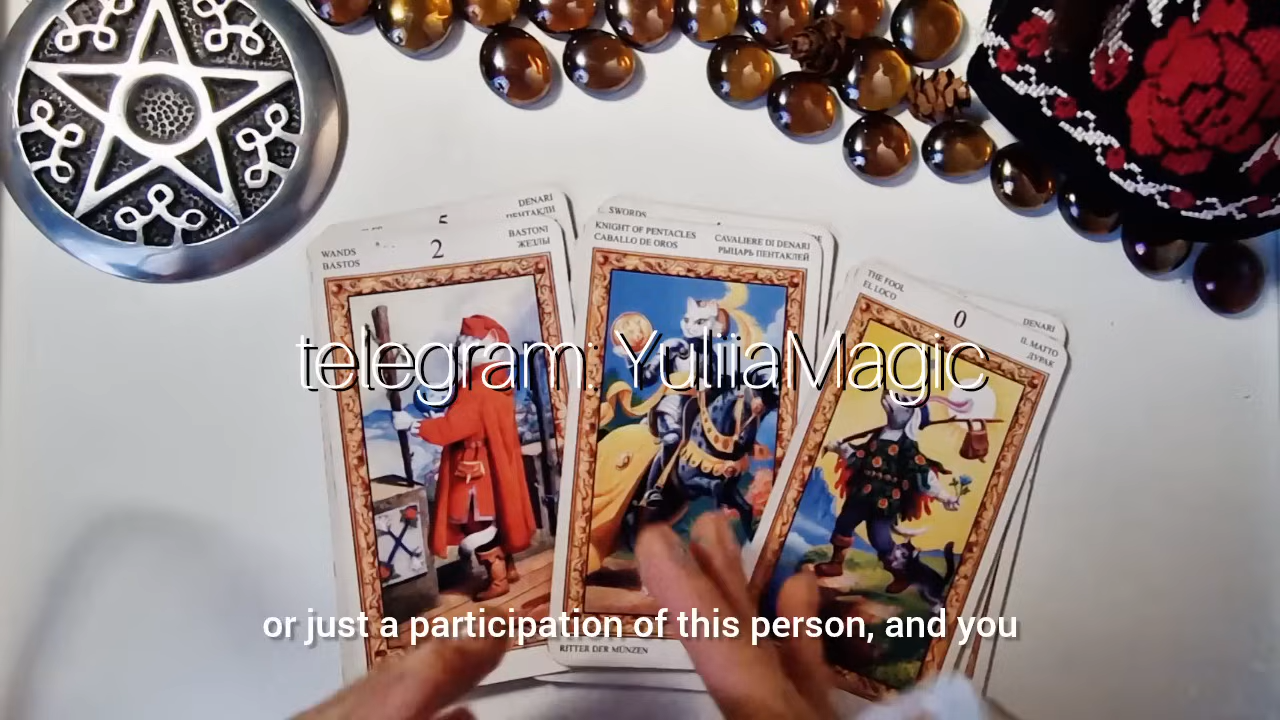 5
DENARI
ПЕНТАКЛИ
WANDS
BASTOS
2
BASTONI
ЖЕЗЛЫ
SWORDS
KNIGHT OF PENTACLES
CABALLO DE OROS
CAVALIERE DI DENARI
РЫЦАРЬ ПЕНТАКЛЕЙ
THE FOOL
EL LOCO
0
DENARI
IL MATTO
ДУРАК
telegram: YuliiaMagic
or just a participation of this person, and you
RITTER DER MÜNZEN